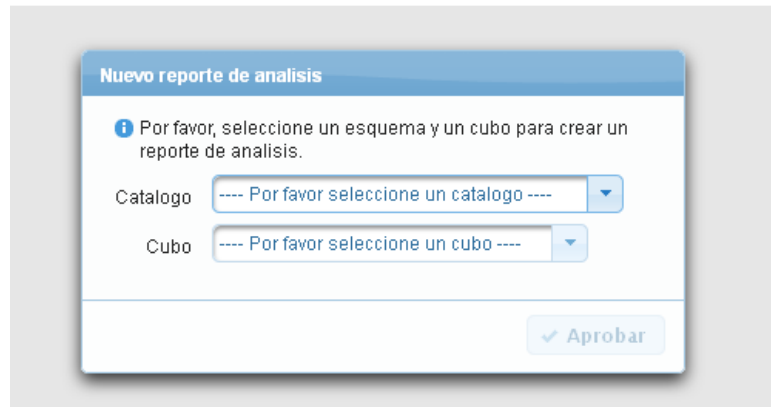 Nuevo reporte de analisis
Por favor, seleccione un esquema y un cubo para crear un
reporte de analisis.
Catalogo ---- Por favor seleccione un catalogo ----
Cubo ---- Por favor seleccione un cubo ----
Aprobar